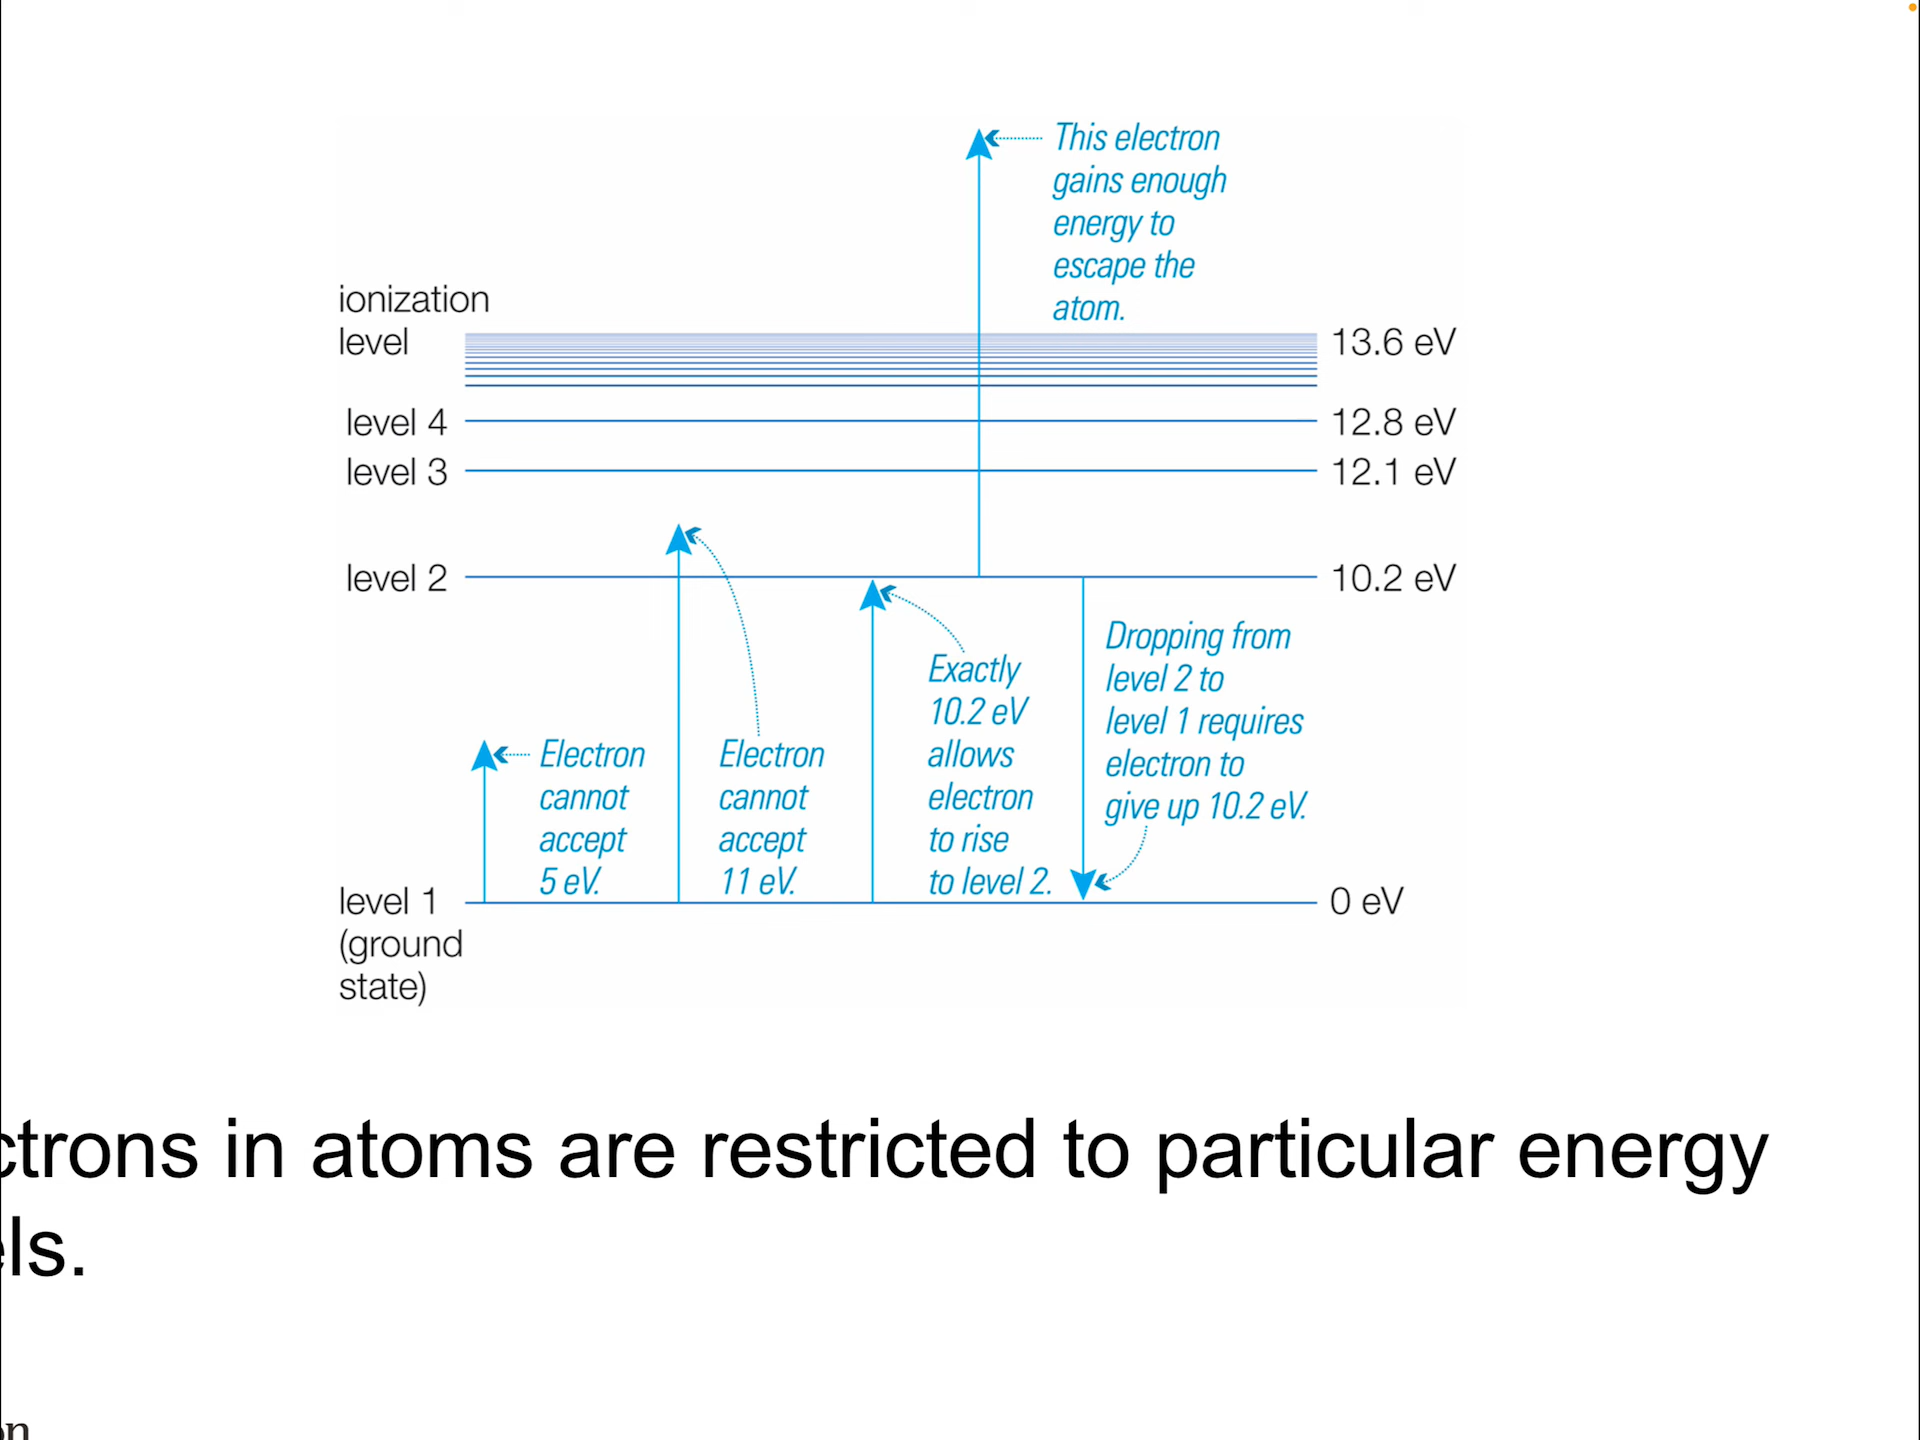 This electron
gains enough
energy to
escape the
atom.
ionization
level
13.6 eV
level 4
12.8 eV
level 3
12.1 eV
level 2
10.2 eV
Electron
cannot
accept
5 eV.
Electron
cannot
accept
11 eV.
Exactly
10.2 eV
allows
electron
to rise
to level 2.
Dropping from
level 2 to
level 1 requires
electron to
give up 10.2 eV.
level 1
(ground
state)
0 eV
ctrons in atoms are restricted to particular energy
els.
on